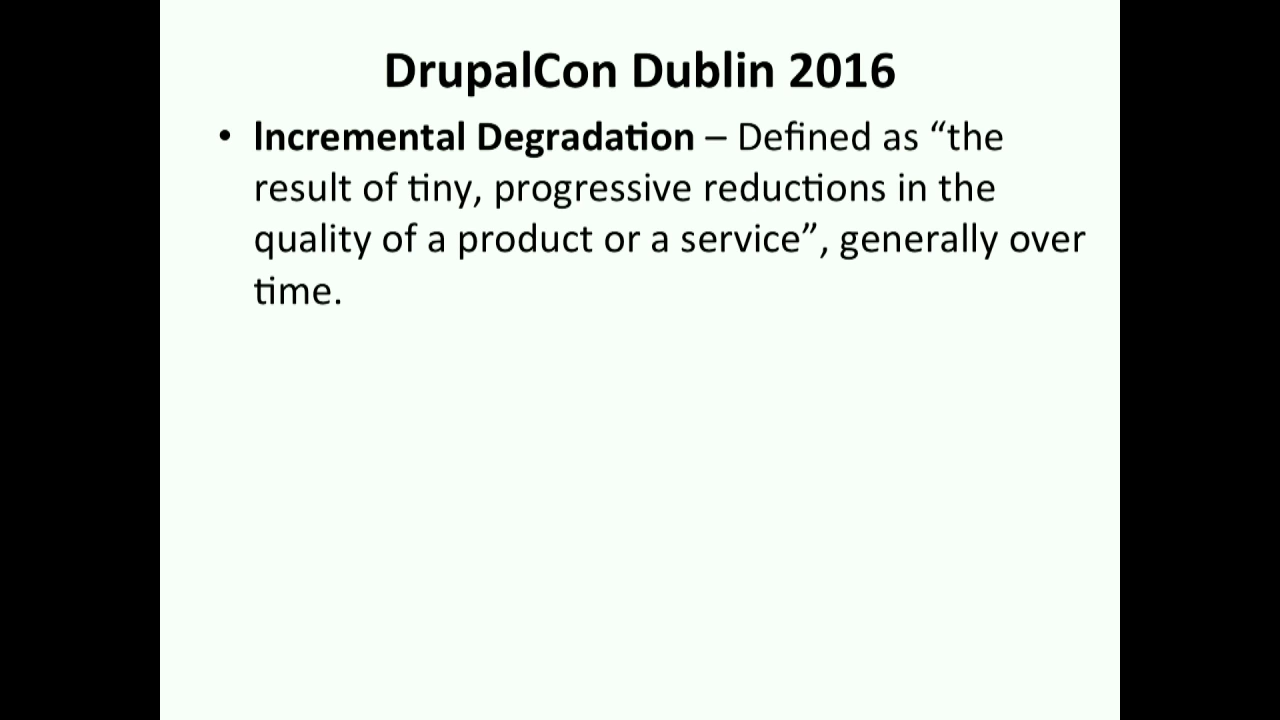 DrupalCon Dublin 2016
• Incremental Degradation – Defined as “the
result of tiny, progressive reductions in the
quality of a product or a service”, generally over
time.